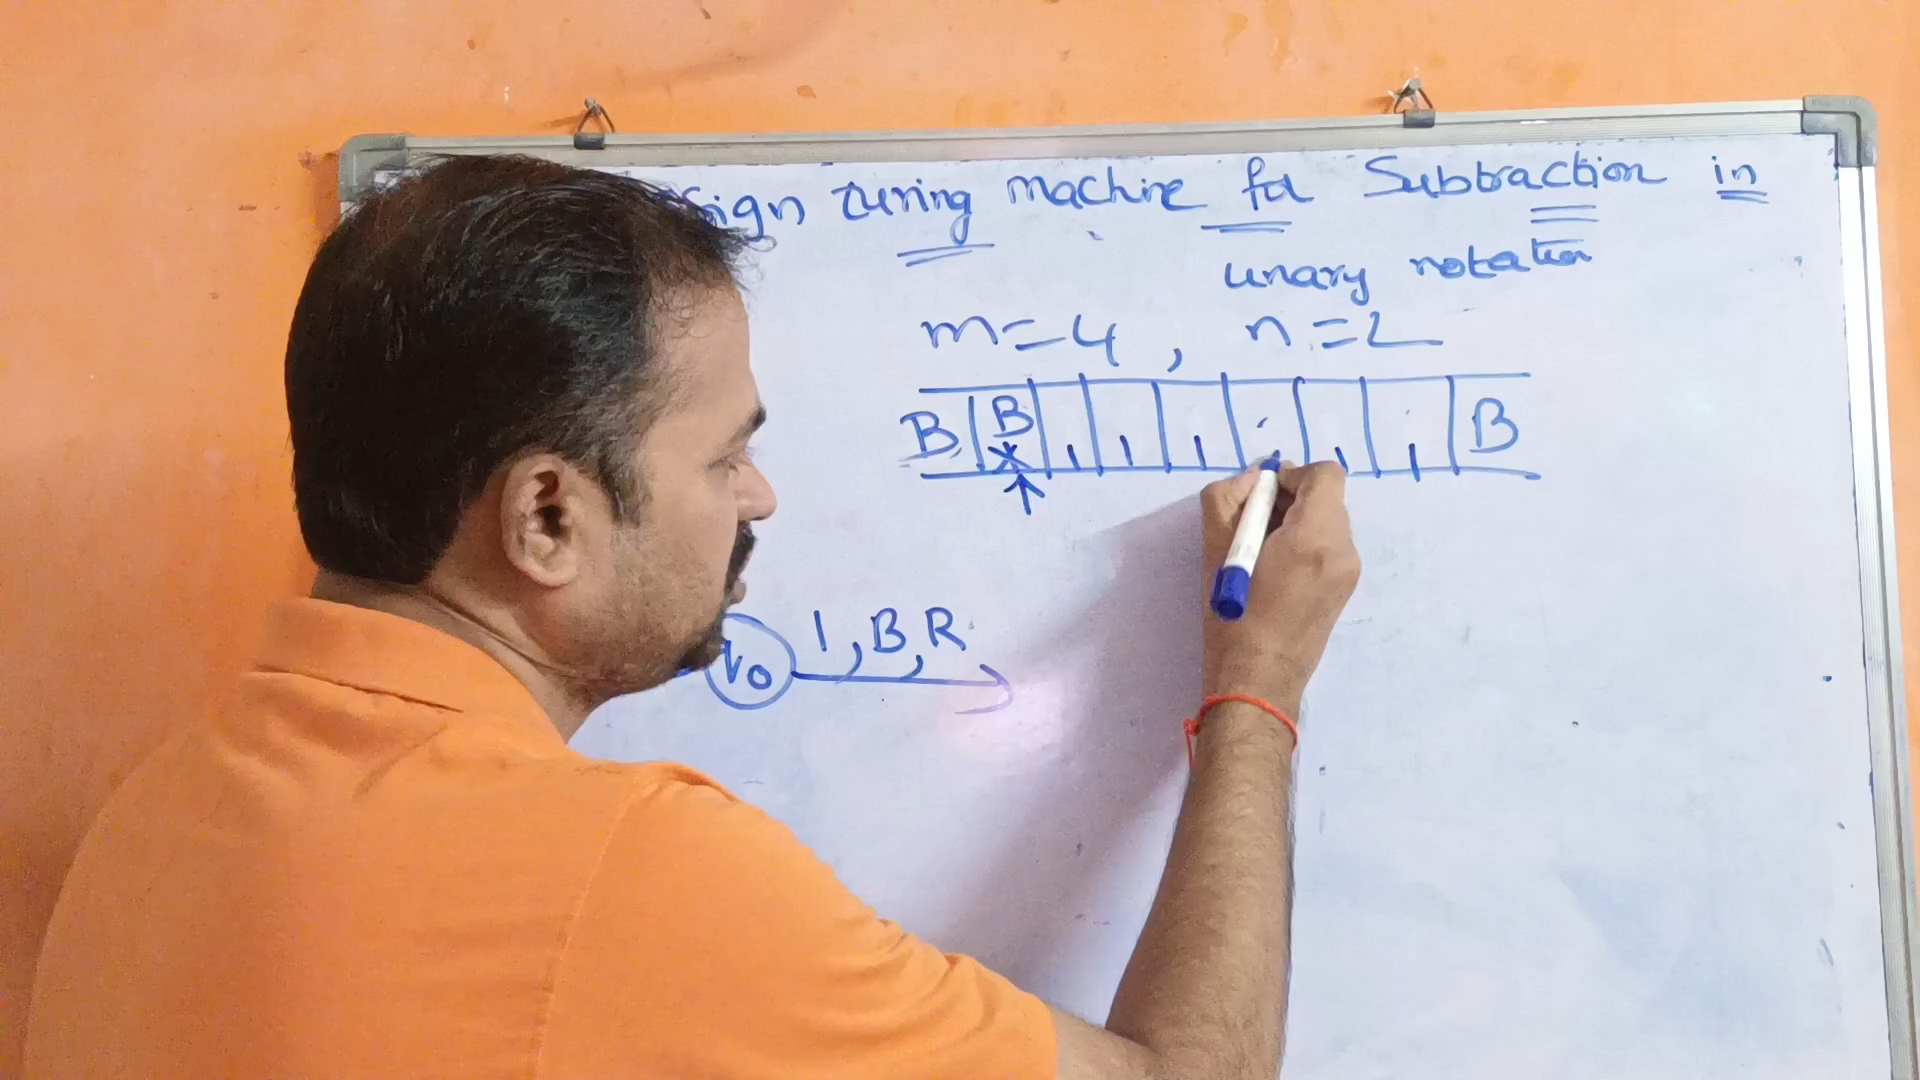 sign turing machine for Subtraction in
unary notation
m=4, n=2
B B 1 1 1 1 1 B
1, B, R